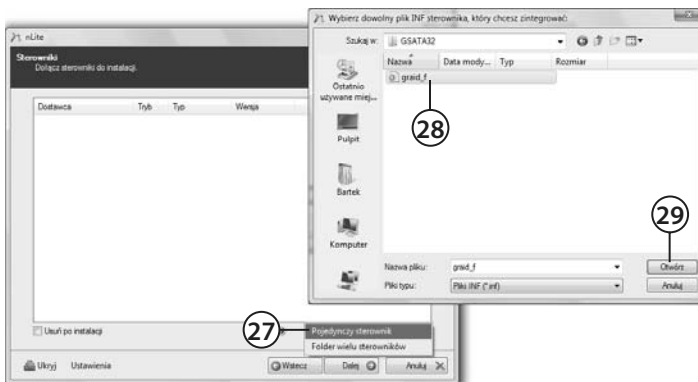 nLite
Sterowniki
Dołącz sterowniki do instalacji.
Dostawca Tryb Typ Wersja
Usuń po instalacji
27
Pojedynczy sterownik
Folder wielu sterowników
Ukryj Ustawienia Wstecz Dalej Anuluj
Wybierz dowolny plik INF sterownika, który chcesz zintegrować:
Szukaj w: GSATA32
Nazwa Data mody... Typ Rozmiar
graid_f
28
Ostatnio
używane miej...
Pulpit
Bartek
Komputer
29
Nazwa pliku: graid_f Otwórz
Pliki typu: Pliki INF (*.inf) Anuluj